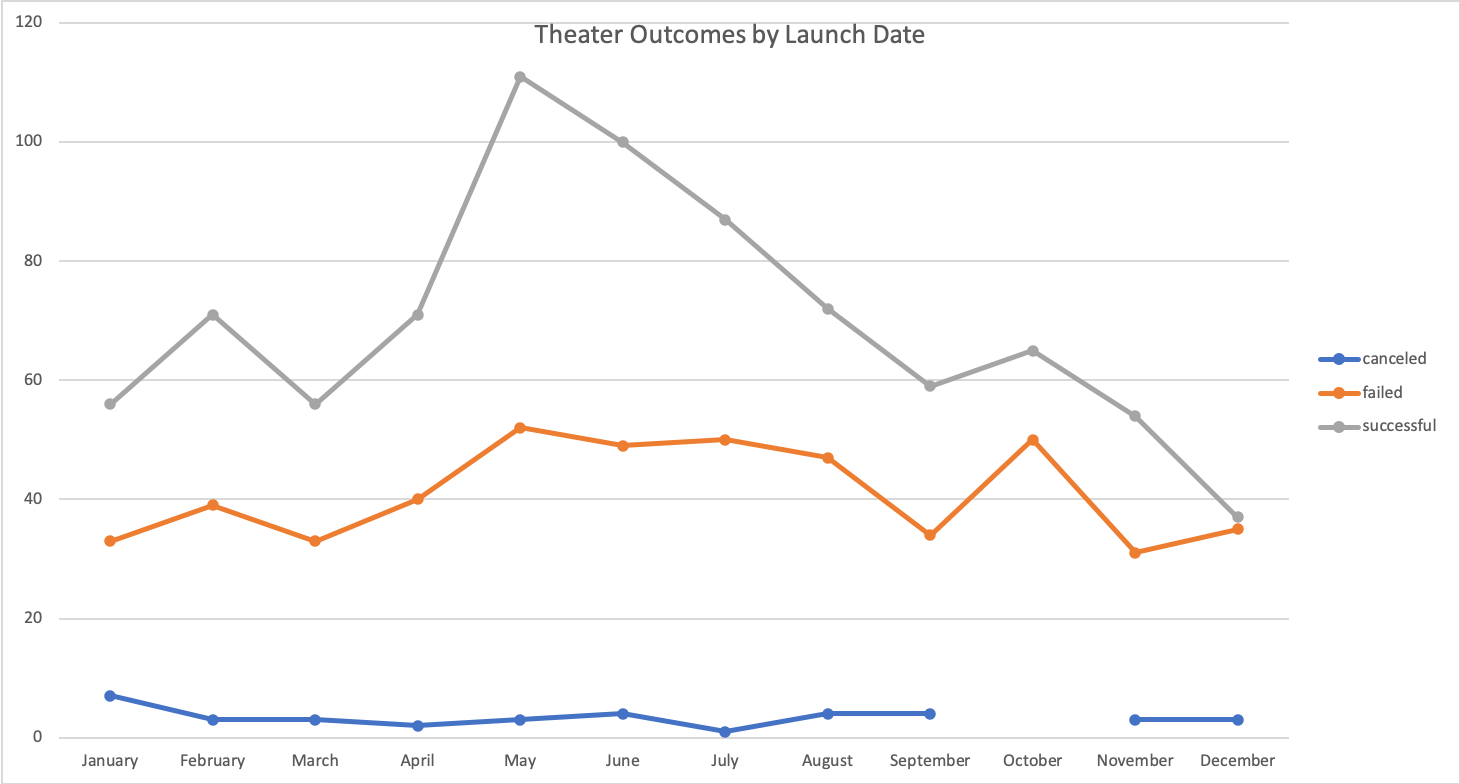 Theater Outcomes by Launch Date
120
100
80
60
40
20
0
January February March April May June July August September October November December
canceled
failed
successful